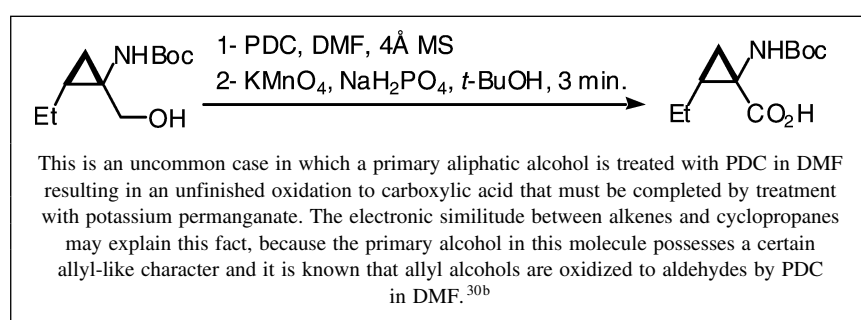 NHBoc
Et
OH
1- PDC, DMF, 4Å MS
2- KMnO4, NaH2PO4, t-BuOH, 3 min.
NHBoc
Et
CO2H
This is an uncommon case in which a primary aliphatic alcohol is treated with PDC in DMF
resulting in an unfinished oxidation to carboxylic acid that must be completed by treatment
with potassium permanganate. The electronic similitude between alkenes and cyclopropanes
may explain this fact, because the primary alcohol in this molecule possesses a certain
allyl-like character and it is known that allyl alcohols are oxidized to aldehydes by PDC
in DMF.30b